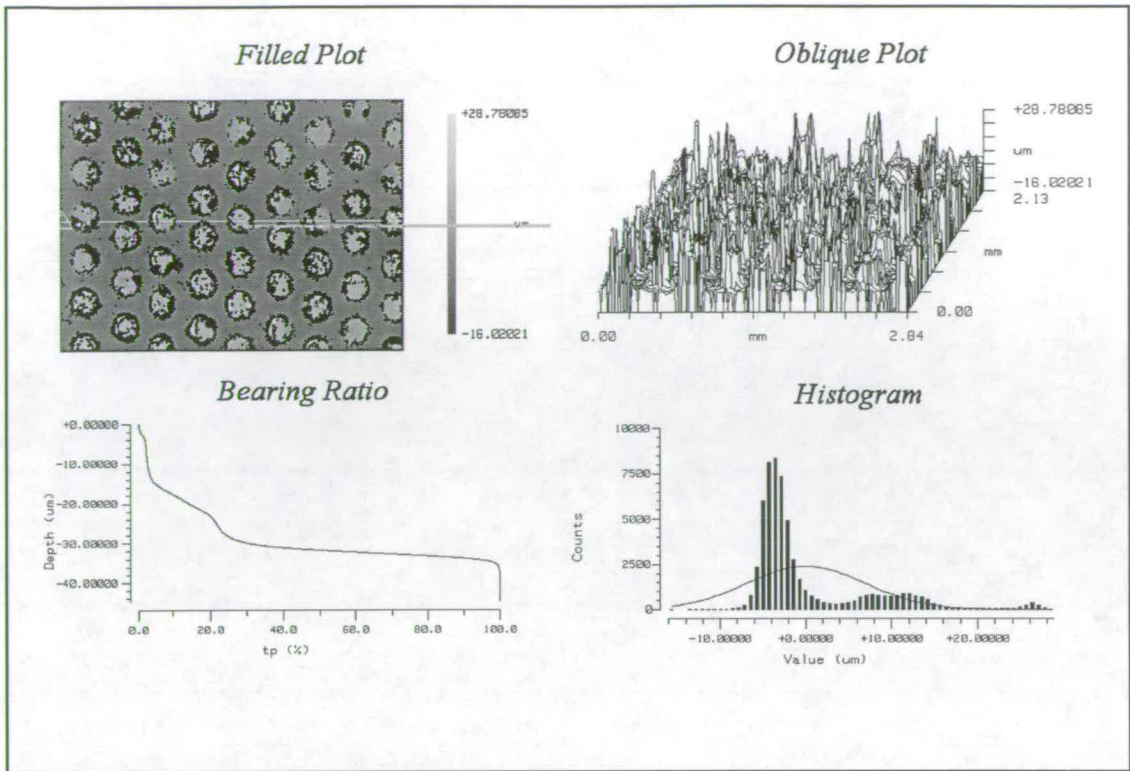 Filled Plot
+28.78085
um
-16.02021
Oblique Plot
+28.78085
um
-16.02021
2.13
mm
0.00
0.00
mm
2.04
Bearing Ratio
+0.00000
-10.00000
-20.00000
-30.00000
-40.00000
Depth (um)
0.0
20.0
40.0
60.0
80.0
100.0
tp (%)
Histogram
10000
7500
5000
2500
0
Counts
-10.00000
+0.00000
+10.00000
+20.00000
Value (um)